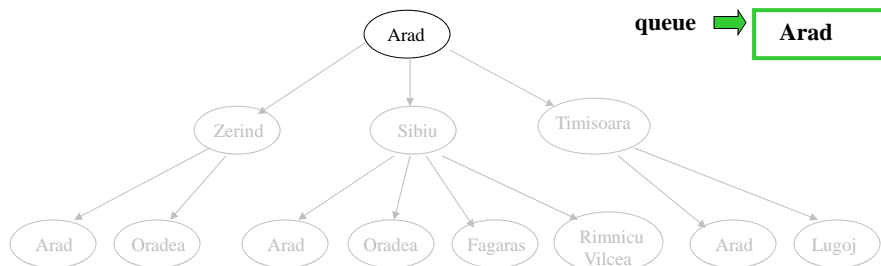 Arad
queue
Arad
Zerind
Sibiu
Timisoara
Arad
Oradea
Arad
Oradea
Fagaras
Rimnicu
Vilcea
Arad
Lugoj